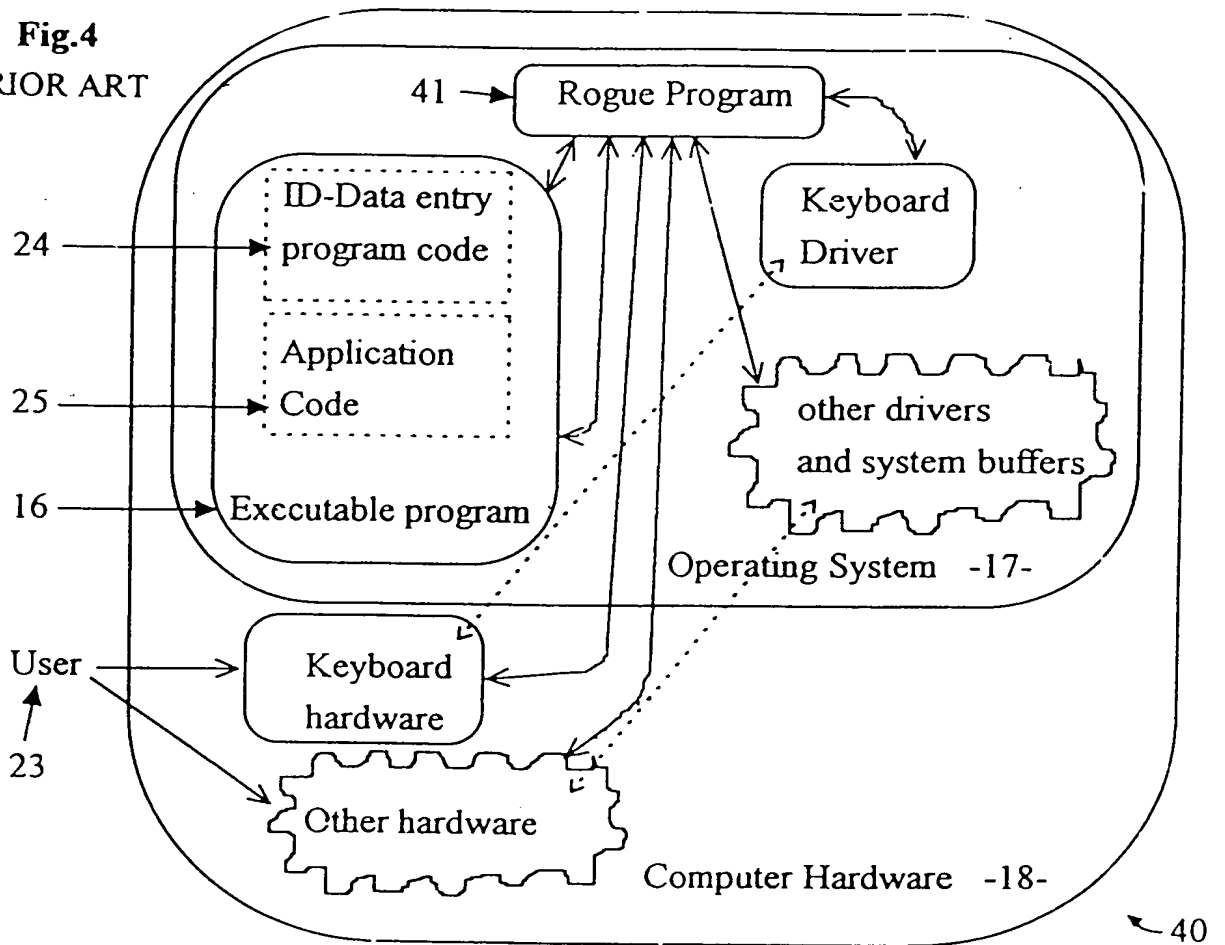 Fig.4
RIOR ART
41
Rogue Program
ID-Data entry
program code
24
Keyboard
Driver
Application
Code
25
other drivers
and system buffers
16
Executable program
Operating System -17-
User
Keyboard
hardware
23
Other hardware
Computer Hardware -18-
40